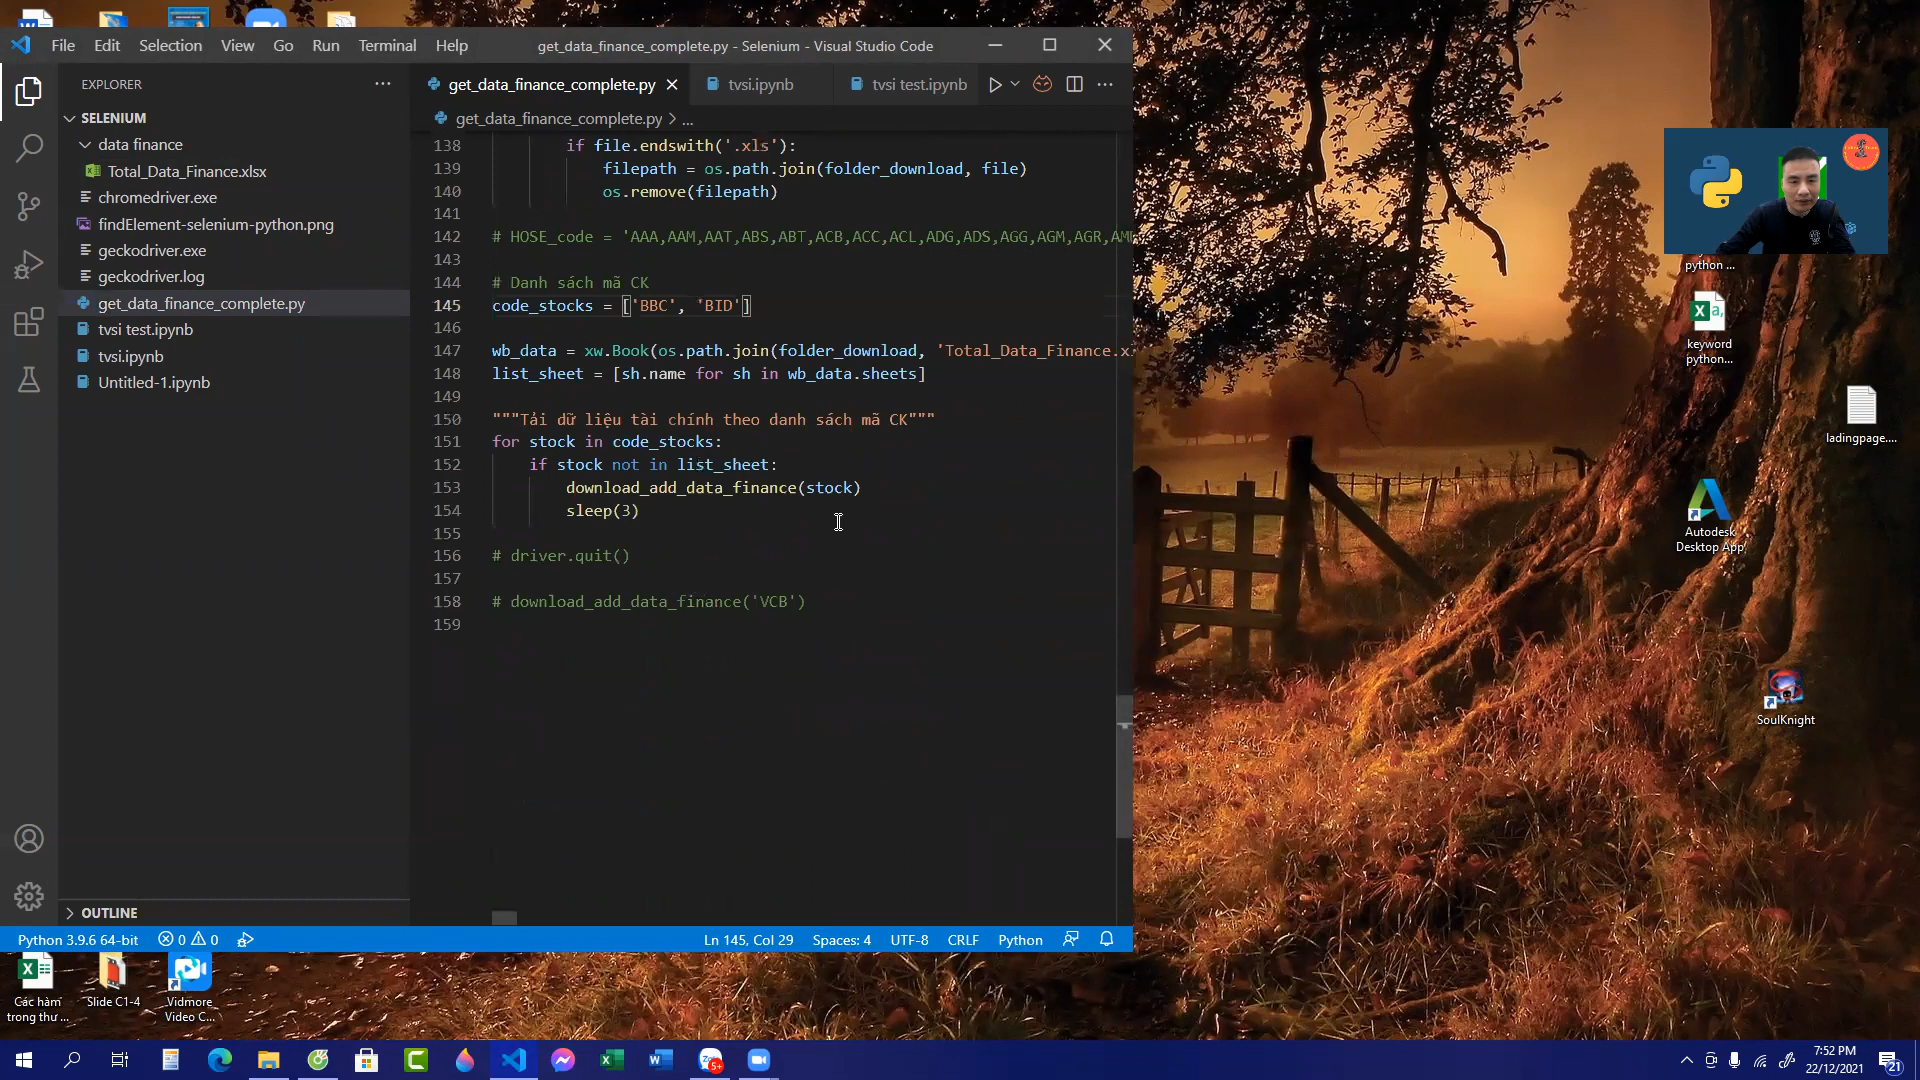 File Edit Selection View Go Run Terminal Help
get_data_finance_complete.py - Selenium - Visual Studio Code
EXPLORER
SELENIUM
data finance
Total_Data_Finance.xlsx
chromedriver.exe
findElement-selenium-python.png
geckodriver.exe
geckodriver.log
get_data_finance_complete.py
tvsi test.ipynb
tvsi.ipynb
Untitled-1.ipynb
OUTLINE
get_data_finance_complete.py
tvsi.ipynb
tvsi test.ipynb
get_data_finance_complete.py > ...
138 if file.endswith('.xls'):
139 filepath = os.path.join(folder_download, file)
140 os.remove(filepath)
141
142 # HOSE_code = 'AAA,AAM,AAT,ABS,ABT,ACB,ACC,ACL,ADG,ADS,AGG,AGM,AGR,AM
143
144 # Danh sách mã CK
145 code_stocks = ['BBC', 'BID']
146
147 wb_data = xw.Book(os.path.join(folder_download, 'Total_Data_Finance.x
148 list_sheet = [sh.name for sh in wb_data.sheets]
149
150 """Tải dữ liệu tài chính theo danh sách mã CK"""
151 for stock in code_stocks:
152 if stock not in list_sheet:
153 download_add_data_finance(stock)
154 sleep(3)
155
156 # driver.quit()
157
158 # download_add_data_finance('VCB')
159
Python 3.9.6 64-bit
0
0
Ln 145, Col 29
Spaces: 4
UTF-8
CRLF
Python
python ...
keyword
python...
ladingpage....
Autodesk
Desktop App
SoulKnight
Các hàm
trong thư ...
Slide C1-4
Vidmore
Video C...
5+
7:52 PM
22/12/2021
21